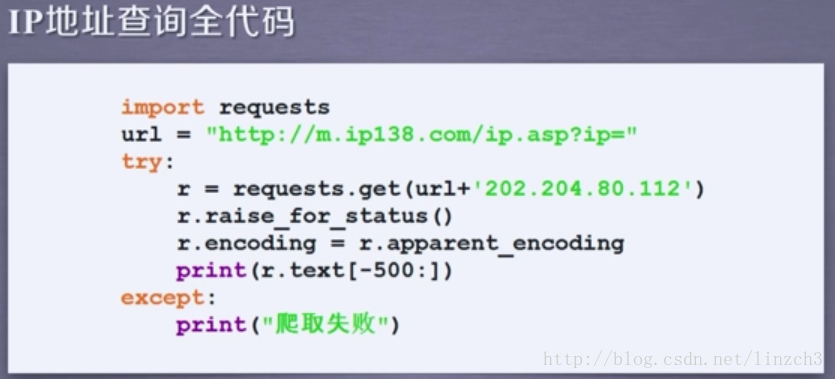 IP地址查询全代码
import requests
url = "http://m.ip138.com/ip.asp?ip="
try:
    r = requests.get(url+'202.204.80.112')
    r.raise_for_status()
    r.encoding = r.apparent_encoding
    print(r.text[-500:])
except:
    print("爬取失败")
http://blog.csdn.net/linzch3